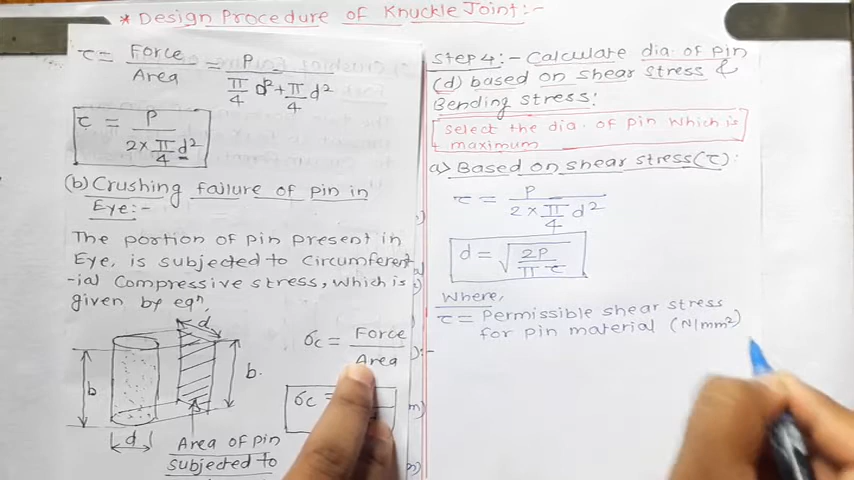 * Design Procedure of Knuckle Joint:-
τ = Force / Area = P / π/4 d² + π/4 d²
τ = P / 2 × π/4 d²
(b) Crushing failure of pin in
Eye:-
The portion of pin present in
Eye, is subjected to circumferent
-ial compressive stress, which is
given by eqⁿ.
d
b
b.
d
σc = Force / Area
σc =
Area of pin
subjected to
Step 4:- Calculate dia. of pin
(d) based on shear stress &
Bending stress:
Select the dia. of pin which is
maximum
a) Based on shear stress (τ):
τ = P / 2 × π/4 d²
d = √ 2P / π τ
Where,
τ = Permissible shear stress
for pin material (N/mm²)